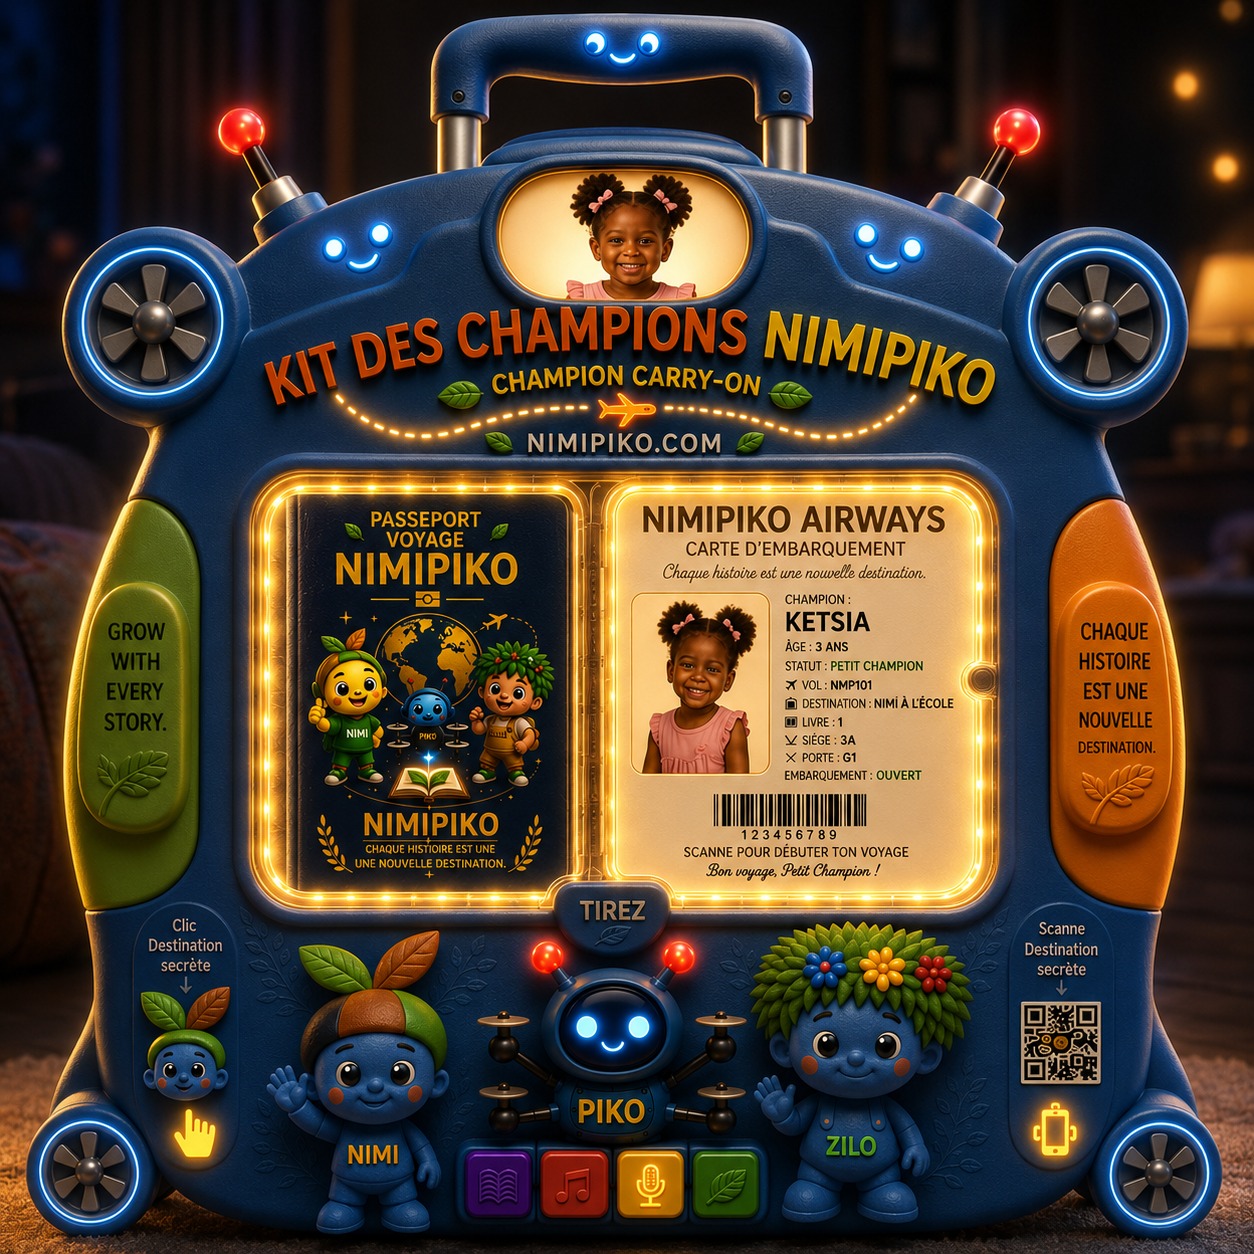 KIT DES CHAMPIONS NIMIPIKO
CHAMPION CARRY-ON
NIMIPIKO.COM
PASSEPORT
VOYAGE
NIMIPIKO
NIMI
PIKO
NIMIPIKO
CHAQUE HISTOIRE EST UNE
UNE NOUVELLE DESTINATION.
NIMIPIKO AIRWAYS
CARTE D'EMBARQUEMENT
Chaque histoire est une nouvelle destination.
CHAMPION :
KETSIA
ÂGE : 3 ANS
STATUT : PETIT CHAMPION
VOL : NMP101
DESTINATION : NIMÌ À L'ÉCOLE
LIVRE : 1
SIÈGE : 3A
PORTE : G1
EMBARQUEMENT : OUVERT
123456789
SCANNE POUR DÉBUTER TON VOYAGE
Bon voyage, Petit Champion !
GROW
WITH
EVERY
STORY.
CHAQUE
HISTOIRE
EST UNE
NOUVELLE
DESTINATION.
TIREZ
Clic
Destination
secrète
Scanne
Destination
secrète
NIMI
PIKO
ZILO